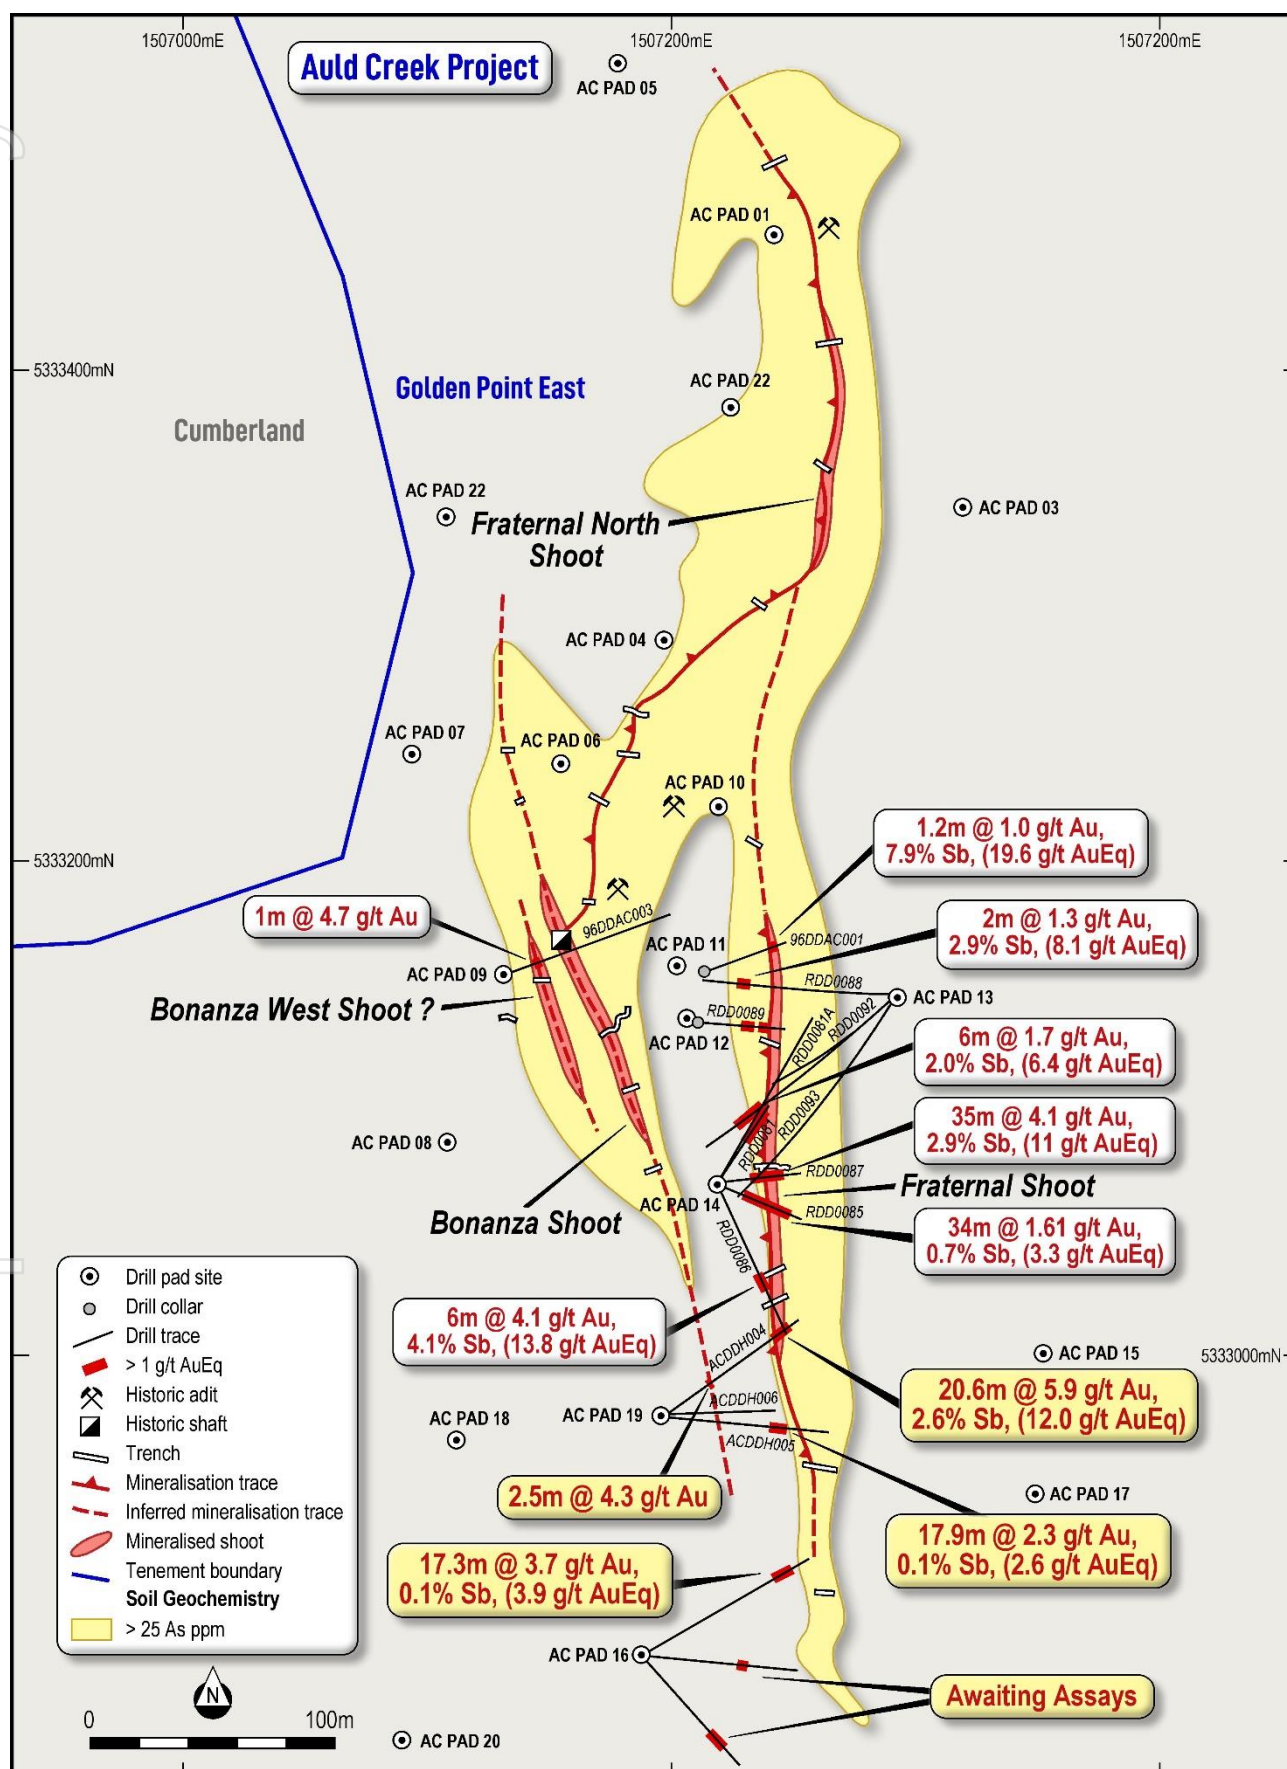 1507000mE
1507200mE
1507200mE
Auld Creek Project
AC PAD 05
AC PAD 01
5333400mN
Golden Point East
AC PAD 22
Cumberland
AC PAD 22
Fraternal North
Shoot
AC PAD 03
AC PAD 04
AC PAD 07
AC PAD 06
AC PAD 10
1.2m @ 1.0 g/t Au,
7.9% Sb, (19.6 g/t AuEq)
5333200mN
1m @ 4.7 g/t Au
96DDAC003
2m @ 1.3 g/t Au,
2.9% Sb, (8.1 g/t AuEq)
AC PAD 11
96DDAC001
AC PAD 09
RDD0088
AC PAD 13
Bonanza West Shoot ?
RDD0089
RDD0081A
RDD0092
AC PAD 12
6m @ 1.7 g/t Au,
2.0% Sb, (6.4 g/t AuEq)
RDD0093
RDD0081
35m @ 4.1 g/t Au,
2.9% Sb, (11 g/t AuEq)
AC PAD 08
RDD0087
Fraternal Shoot
AC PAD 14
Bonanza Shoot
RDD0085
34m @ 1.61 g/t Au,
0.7% Sb, (3.3 g/t AuEq)
RDD0086
6m @ 4.1 g/t Au,
4.1% Sb, (13.8 g/t AuEq)
ACDDH004
AC PAD 15
5333000mN
20.6m @ 5.9 g/t Au,
2.6% Sb, (12.0 g/t AuEq)
ACDDH006
AC PAD 18
AC PAD 19
ACDDH005
2.5m @ 4.3 g/t Au
AC PAD 17
17.9m @ 2.3 g/t Au,
0.1% Sb, (2.6 g/t AuEq)
17.3m @ 3.7 g/t Au,
0.1% Sb, (3.9 g/t AuEq)
AC PAD 16
Awaiting Assays
AC PAD 20
Drill pad site
Drill collar
Drill trace
> 1 g/t AuEq
Historic adit
Historic shaft
Trench
Mineralisation trace
Inferred mineralisation trace
Mineralised shoot
Tenement boundary
Soil Geochemistry
> 25 As ppm
N
0 100m